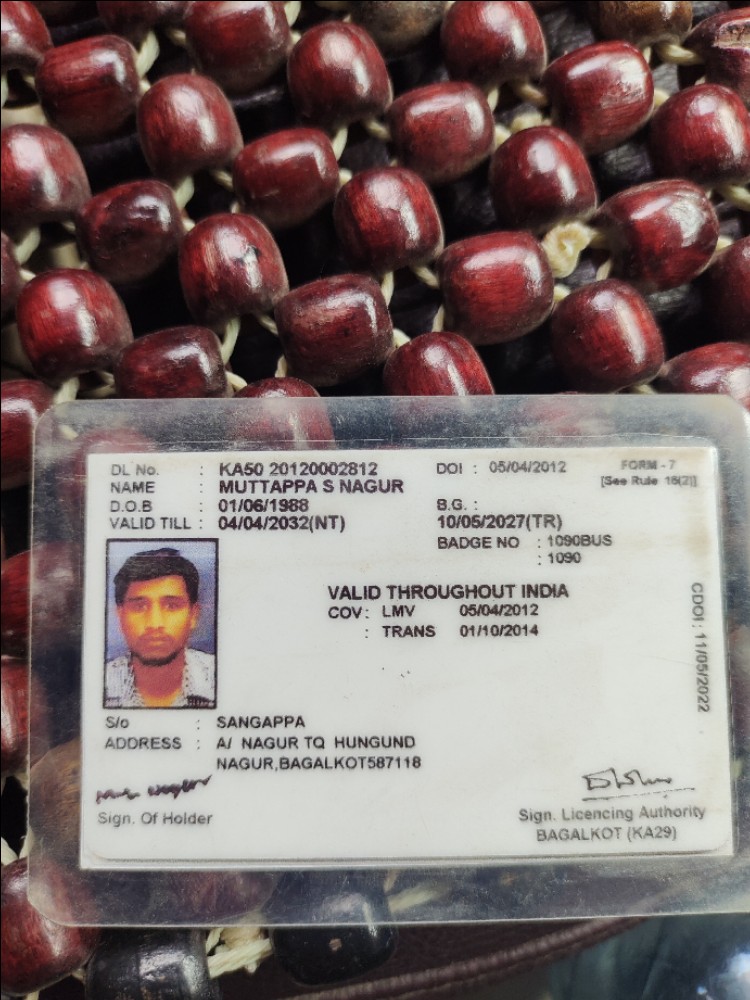 DL No. : KA50 20120002812 DOI : 05/04/2012 FORM - 7
NAME : MUTTAPPA S NAGUR [See Rule 16(2)]
D.O.B : 01/06/1988 B.G. :
VALID TILL : 04/04/2032(NT) 10/05/2027(TR)
BADGE NO : 1090BUS
: 1090
VALID THROUGHOUT INDIA
COV: LMV 05/04/2012
: TRANS 01/10/2014
CDOI: 11/05/2022
S/o : SANGAPPA
ADDRESS : A/ NAGUR TQ HUNGUND
NAGUR,BAGALKOT587118
Sign. Of Holder
Sign. Licencing Authority
BAGALKOT (KA29)